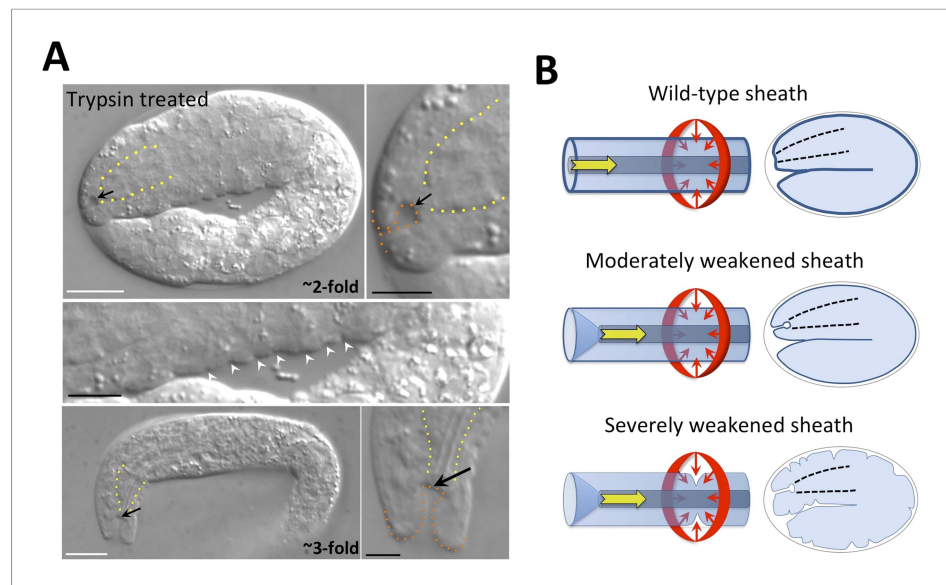 A
Trypsin treated
~2-fold
~3-fold
B
Wild-type sheath
Moderately weakened sheath
Severely weakened sheath